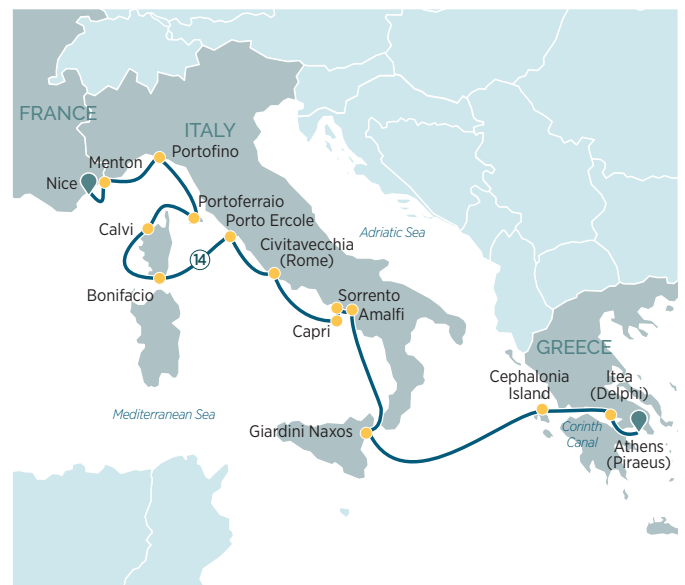 FRANCE
ITALY
Portofino
Menton
Nice
Portoferraio
Porto Ercole
Calvi
Adriatic Sea
Civitavecchia
(Rome)
14
Bonifacio
Sorrento
Amalfi
Capri
GREECE
Cephalonia
Island
Itea
(Delphi)
Mediterranean Sea
Giardini Naxos
Corinth
Canal
Athens
(Piraeus)